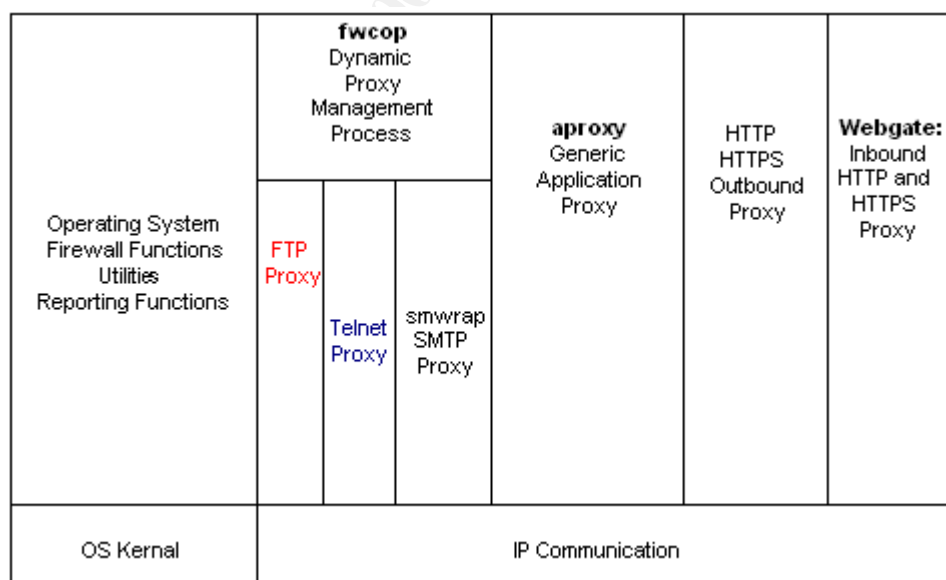 fwcop
Dynamic
Proxy
Management
Process
Operating System
Firewall Functions
Utilities
Reporting Functions
FTP
Proxy
Telnet
Proxy
smwrap
SMTP
Proxy
aproxy
Generic
Application
Proxy
HTTP
HTTPS
Outbound
Proxy
Webgate:
Inbound
HTTP and
HTTPS
Proxy
OS Kernal
IP Communication